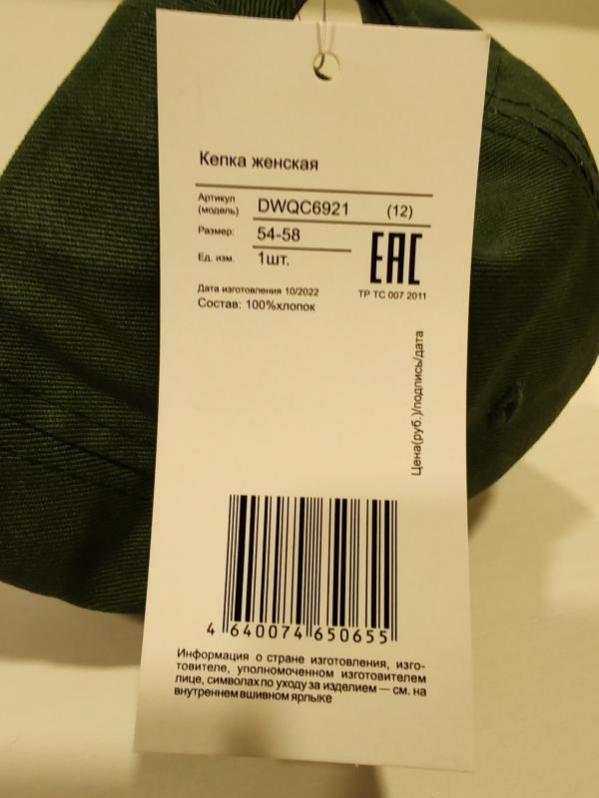 Кепка женская
Артикул
(модель) DWQC6921 (12)
Размер: 54-58
Ед. изм. 1шт.
EAC
Дата изготовления 10/2022
ТР ТС 007 2011
Состав: 100%хлопок
Цена(руб.)/подпись/дата
4 640074 650655
Информация о стране изготовления, изго-
товителе, уполномоченном изготовителем
лице, символах по уходу за изделием — см. на
внутреннем вшивном ярлыке